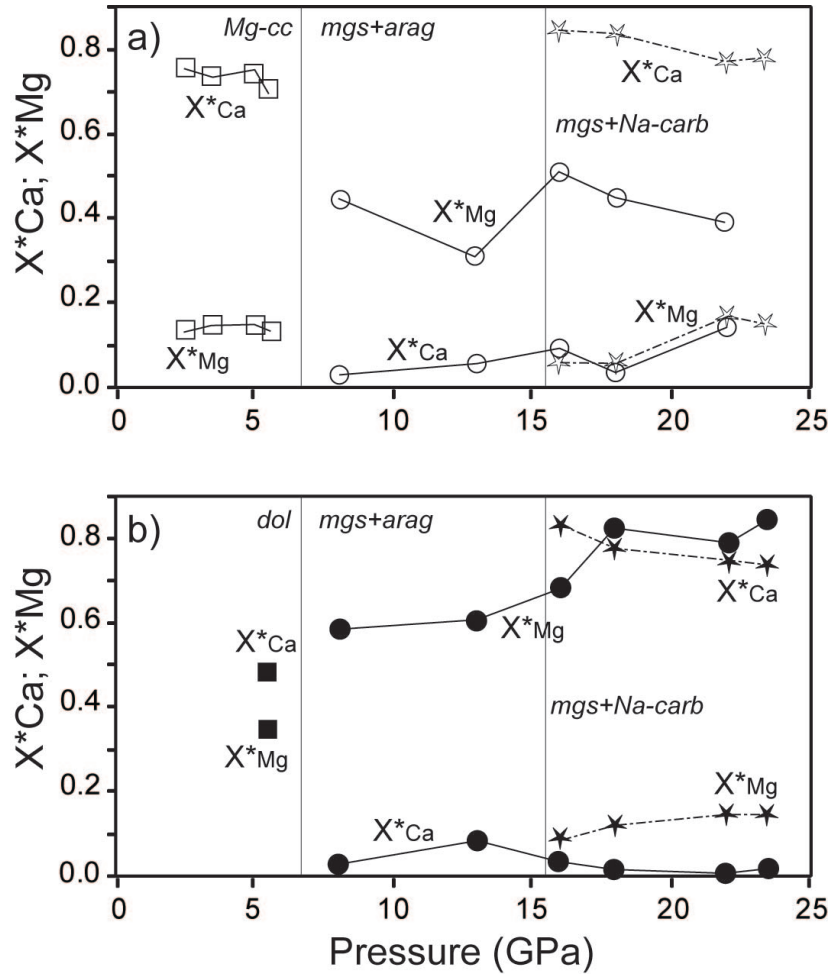 a)
Mg-cc
mgs+arag
0.8
X*Ca
X*Ca
X*Ca; X*Mg
0.6
mgs+Na-carb
0.4
X*Mg
0.2
X*Mg
X*Mg
X*Ca
0.0
0 5 10 15 20 25
b)
dol
mgs+arag
0.8
X*Ca
X*Ca; X*Mg
0.6
X*Mg
X*Ca
0.4
mgs+Na-carb
X*Mg
X*Mg
0.2
X*Ca
0.0
0 5 10 15 20 25
Pressure (GPa)